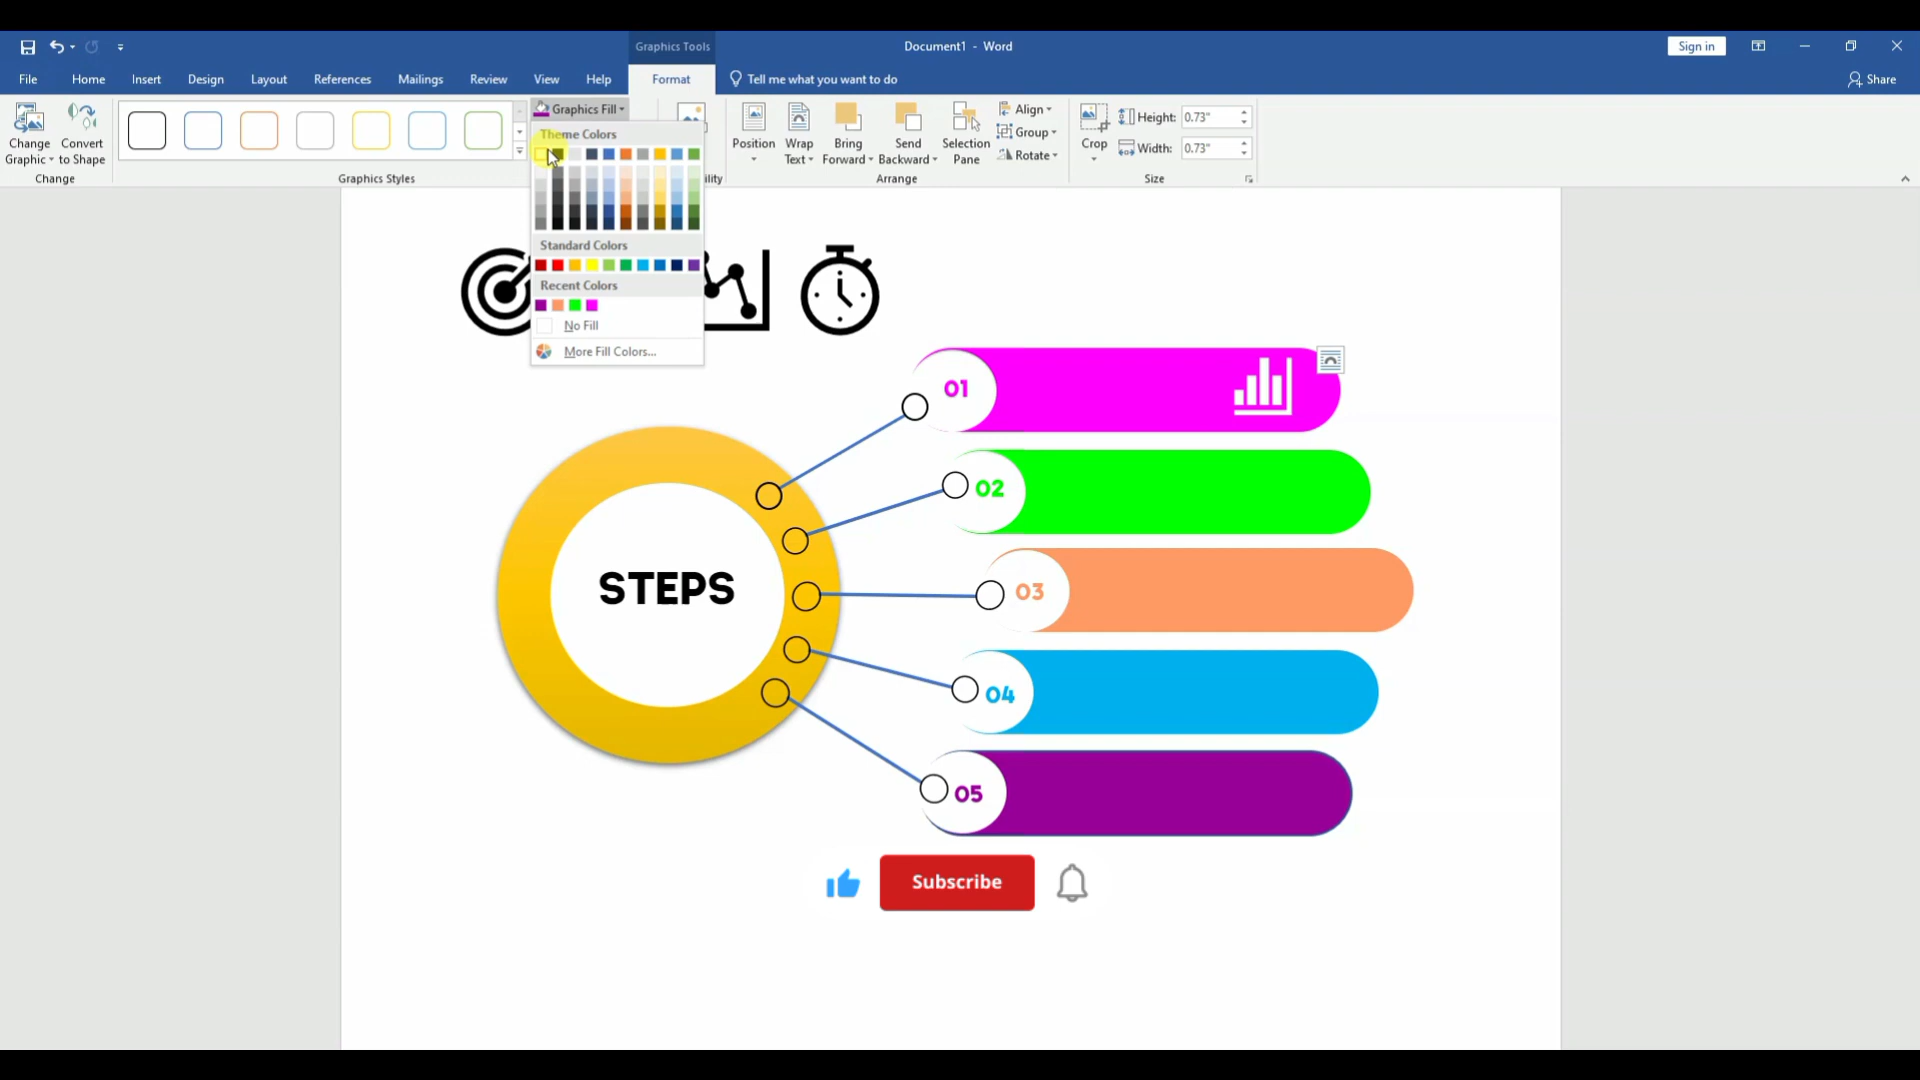 Graphics Tools
Document1 - Word
Sign in
File Home Insert Design Layout References Mailings Review View Help Format Tell me what you want to do
Share
Change Graphic
Convert to Shape
Change
Graphics Styles
Graphics Fill
Theme Colors
Standard Colors
Recent Colors
No Fill
More Fill Colors...
Position
Wrap Text
Bring Forward
Send Backward
Selection Pane
Align
Group
Rotate
Arrange
Crop
Height: 0.73"
Width: 0.73"
Size
01
02
STEPS
03
04
05
Subscribe